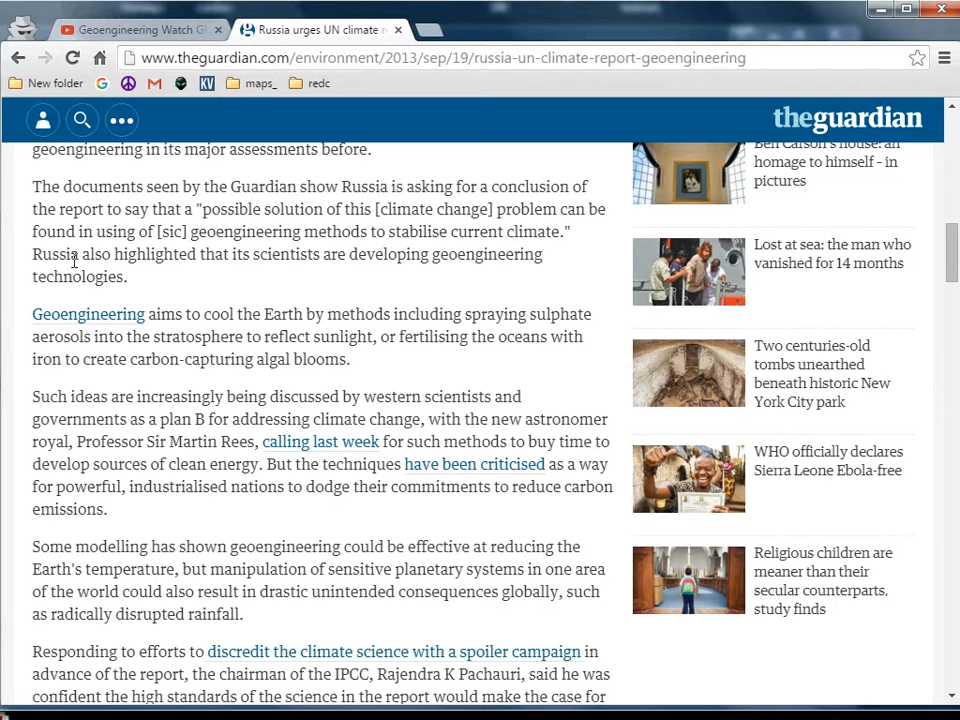 Geoengineering Watch Gl
Russia urges UN climate r
www.theguardian.com/environment/2013/sep/19/russia-un-climate-report-geoengineering
New folder
KV
maps_
redc
theguardian
geoengineering in its major assessments before.
The documents seen by the Guardian show Russia is asking for a conclusion of
the report to say that a "possible solution of this [climate change] problem can be
found in using of [sic] geoengineering methods to stabilise current climate."
Russia also highlighted that its scientists are developing geoengineering
technologies.
Geoengineering aims to cool the Earth by methods including spraying sulphate
aerosols into the stratosphere to reflect sunlight, or fertilising the oceans with
iron to create carbon-capturing algal blooms.
Such ideas are increasingly being discussed by western scientists and
governments as a plan B for addressing climate change, with the new astronomer
royal, Professor Sir Martin Rees, calling last week for such methods to buy time to
develop sources of clean energy. But the techniques have been criticised as a way
for powerful, industrialised nations to dodge their commitments to reduce carbon
emissions.
Some modelling has shown geoengineering could be effective at reducing the
Earth's temperature, but manipulation of sensitive planetary systems in one area
of the world could also result in drastic unintended consequences globally, such
as radically disrupted rainfall.
Responding to efforts to discredit the climate science with a spoiler campaign in
advance of the report, the chairman of the IPCC, Rajendra K Pachauri, said he was
confident the high standards of the science in the report would make the case for
Ben Carson's house: an
homage to himself – in
pictures
Lost at sea: the man who
vanished for 14 months
Two centuries-old
tombs unearthed
beneath historic New
York City park
WHO officially declares
Sierra Leone Ebola-free
Religious children are
meaner than their
secular counterparts,
study finds